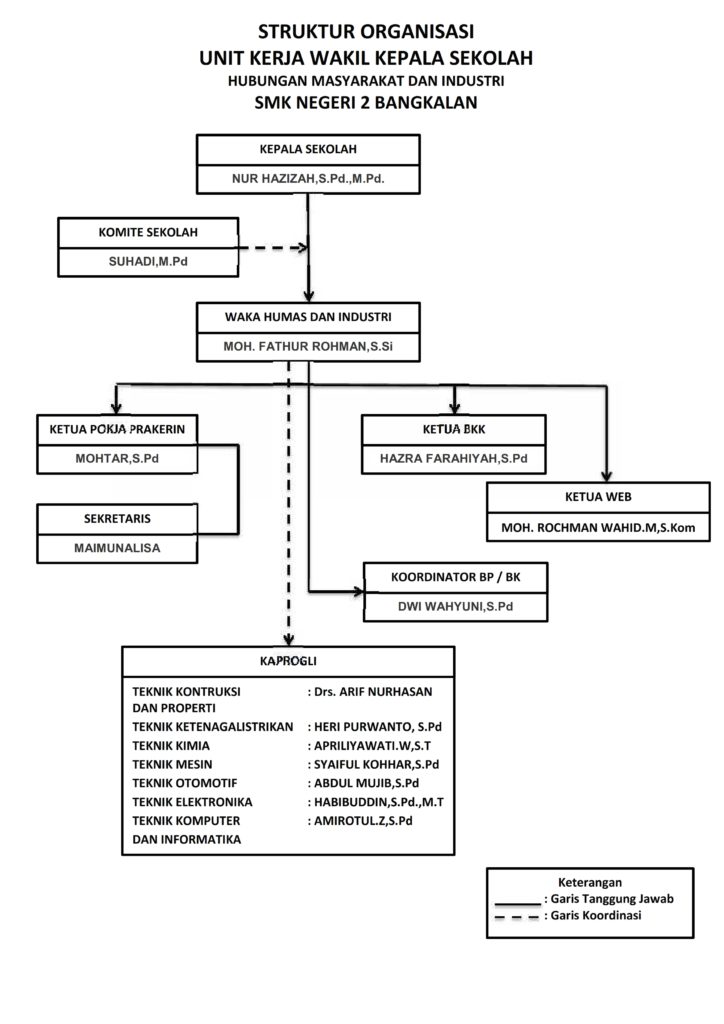 STRUKTUR ORGANISASI
UNIT KERJA WAKIL KEPALA SEKOLAH
HUBUNGAN MASYARAKAT DAN INDUSTRI
SMK NEGERI 2 BANGKALAN
KEPALA SEKOLAH
NUR HAZIZAH,S.Pd.,M.Pd.
KOMITE SEKOLAH
SUHADI,M.Pd
WAKA HUMAS DAN INDUSTRI
MOH. FATHUR ROHMAN,S.Si
KETUA POKJA PRAKERIN
MOHTAR,S.Pd
KETUA BKK
HAZRA FARAHIYAH,S.Pd
KETUA WEB
MOH. ROCHMAN WAHID.M,S.Kom
SEKRETARIS
MAIMUNALISA
KOORDINATOR BP / BK
DWI WAHYUNI,S.Pd
KAPROGLI
TEKNIK KONTRUKSI : Drs. ARIF NURHASAN
DAN PROPERTI
TEKNIK KETENAGALISTRIKAN : HERI PURWANTO, S.Pd
TEKNIK KIMIA : APRILIYAWATI.W,S.T
TEKNIK MESIN : SYAIFUL KOHHAR,S.Pd
TEKNIK OTOMOTIF : ABDUL MUJIB,S.Pd
TEKNIK ELEKTRONIKA : HABIBUDDIN,S.Pd.,M.T
TEKNIK KOMPUTER : AMIROTUL.Z,S.Pd
DAN INFORMATIKA
Keterangan
: Garis Tanggung Jawab
: Garis Koordinasi